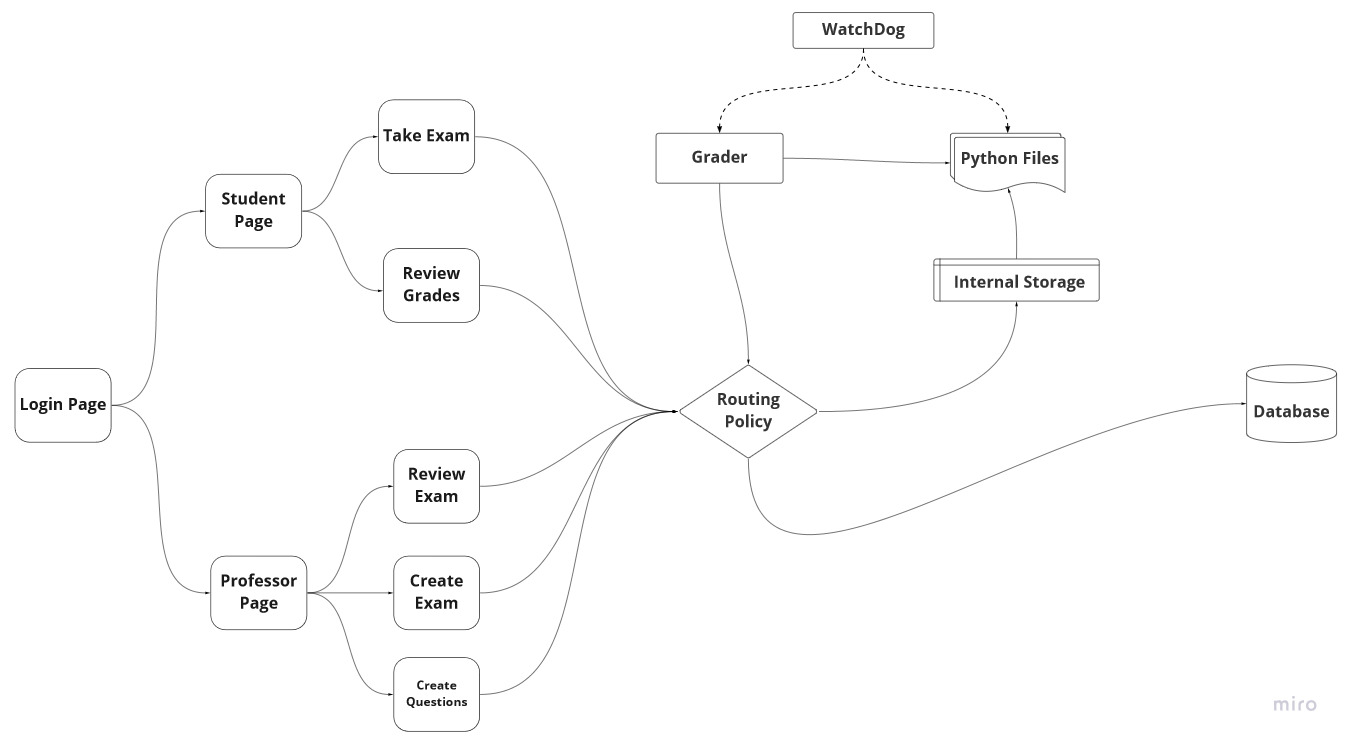 WatchDog
Take Exam
Grader
Python Files
Student
Page
Review
Grades
Internal Storage
Login Page
Routing
Policy
Database
Review
Exam
Professor
Page
Create
Exam
Create
Questions
miro